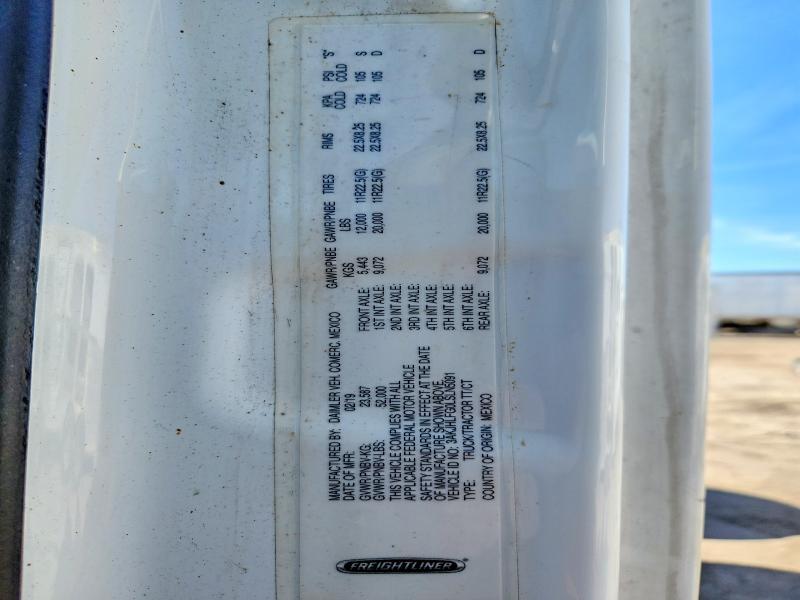 FREIGHTLINER
MANUFACTURED BY: DAIMLER VEH. COMERC. MEXICO
DATE OF MFR: 02/19
GVWR/PNBV-KG: 23,587
GVWR/PNBV-LBS: 52,000
THIS VEHICLE COMPLIES WITH ALL
APPLICABLE FEDERAL MOTOR VEHICLE
SAFETY STANDARDS IN EFFECT AT THE DATE
OF MANUFACTURE SHOWN ABOVE.
VEHICLE ID NO:
TYPE: TRUCK/TRACTOR TT/CT
COUNTRY OF ORIGIN: MEXICO
GAWR/PNBE GAWR/PNBE TIRES RIMS KPA PSI "S"
KGS LBS COLD COLD
FRONT AXLE: 5,443 12,000 11R22.5(G) 22.5X8.25 724 105 S
1ST INT AXLE: 9,072 20,000 11R22.5(G) 22.5X8.25 724 105 D
2ND INT AXLE:
3RD INT AXLE:
4TH INT AXLE:
5TH INT AXLE:
6TH INT AXLE:
REAR AXLE: 9,072 20,000 11R22.5(G) 22.5X8.25 724 105 D